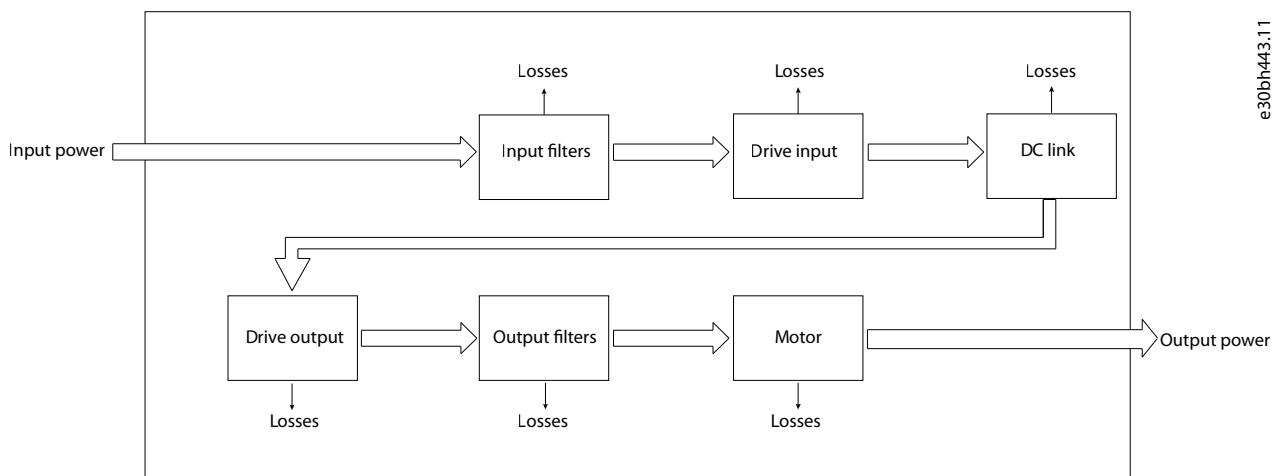 Losses
Losses
Losses
Input power
Input filters
Drive input
DC link
Drive output
Output filters
Motor
Output power
Losses
Losses
Losses
e30bh443.11